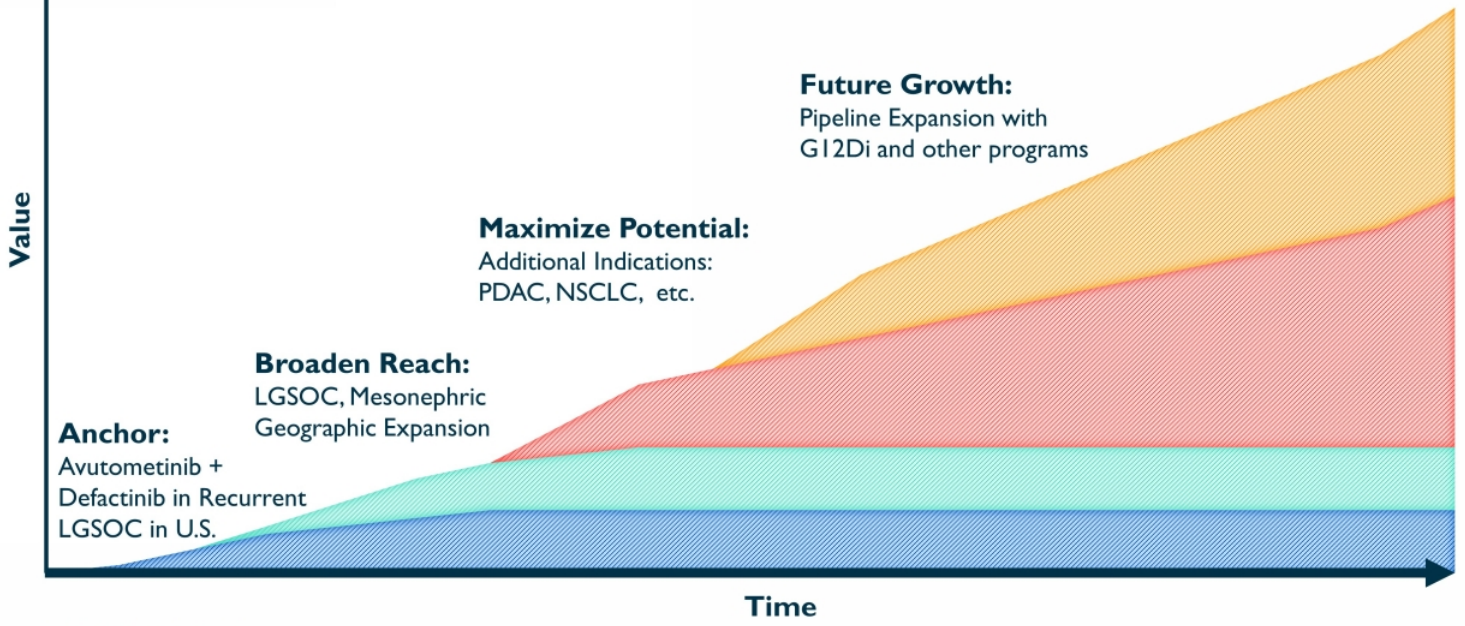 Future Growth:
Pipeline Expansion with
G12Di and other programs
Maximize Potential:
Additional Indications:
PDAC, NSCLC, etc.
Broaden Reach:
LGSOC, Mesonephric
Geographic Expansion
Anchor:
Avutometinib +
Defactinib in Recurrent
LGSOC in U.S.
Value
Time